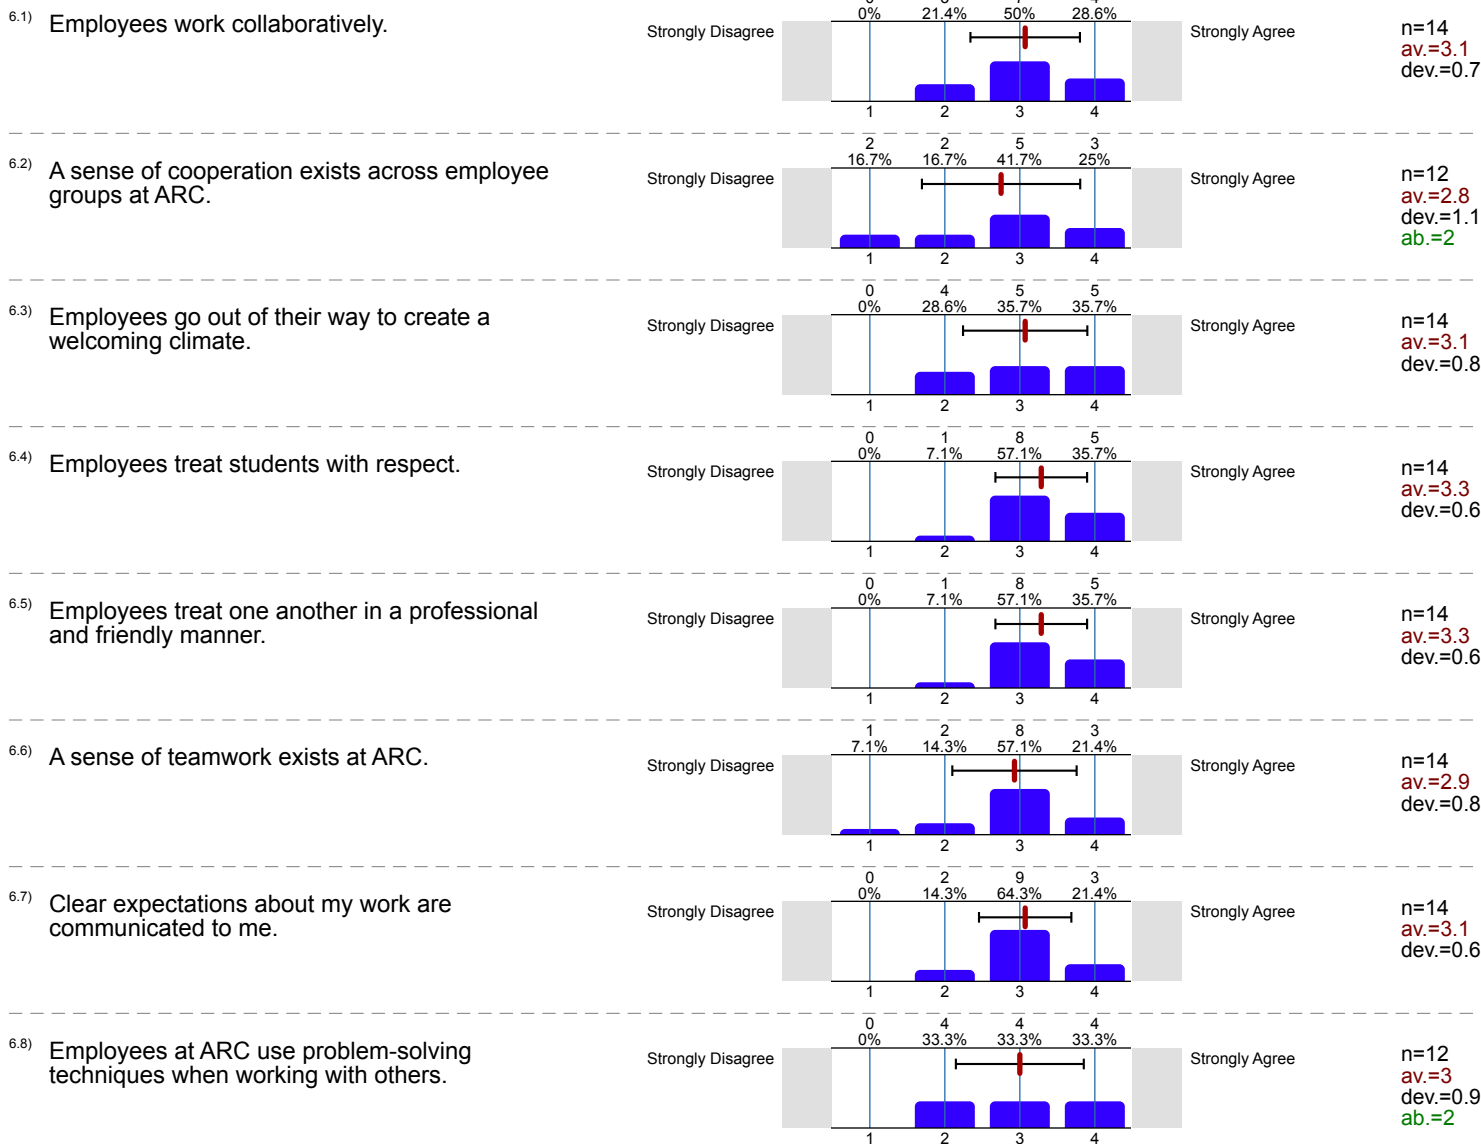 6.1) Employees work collaboratively.
0% 21.4% 50% 28.6%
Strongly Disagree Strongly Agree
n=14
av.=3.1
dev.=0.7
1 2 3 4
6.2) A sense of cooperation exists across employee
groups at ARC.
2 2 5 3
16.7% 16.7% 41.7% 25%
Strongly Disagree Strongly Agree
n=12
av.=2.8
dev.=1.1
ab.=2
1 2 3 4
6.3) Employees go out of their way to create a
welcoming climate.
0 4 5 5
0% 28.6% 35.7% 35.7%
Strongly Disagree Strongly Agree
n=14
av.=3.1
dev.=0.8
1 2 3 4
6.4) Employees treat students with respect.
0 1 8 5
0% 7.1% 57.1% 35.7%
Strongly Disagree Strongly Agree
n=14
av.=3.3
dev.=0.6
1 2 3 4
6.5) Employees treat one another in a professional
and friendly manner.
0 1 8 5
0% 7.1% 57.1% 35.7%
Strongly Disagree Strongly Agree
n=14
av.=3.3
dev.=0.6
1 2 3 4
6.6) A sense of teamwork exists at ARC.
1 2 8 3
7.1% 14.3% 57.1% 21.4%
Strongly Disagree Strongly Agree
n=14
av.=2.9
dev.=0.8
1 2 3 4
6.7) Clear expectations about my work are
communicated to me.
0 2 9 3
0% 14.3% 64.3% 21.4%
Strongly Disagree Strongly Agree
n=14
av.=3.1
dev.=0.6
1 2 3 4
6.8) Employees at ARC use problem-solving
techniques when working with others.
0 4 4 4
0% 33.3% 33.3% 33.3%
Strongly Disagree Strongly Agree
n=12
av.=3
dev.=0.9
ab.=2
1 2 3 4